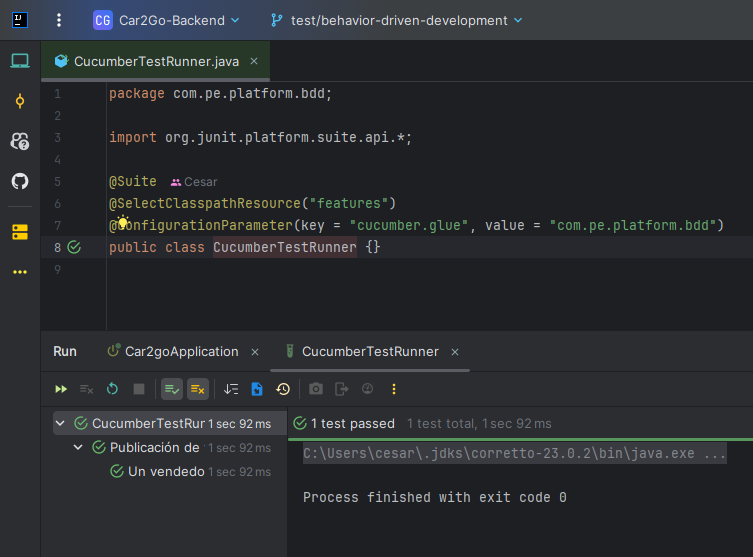 CG Car2Go-Backend test/behavior-driven-development
CucumberTestRunner.java
1 package com.pe.platform.bdd;
2
3 import org.junit.platform.suite.api.*;
4
5 @Suite Cesar
6 @SelectClasspathResource("features")
7 @ConfigurationParameter(key = "cucumber.glue", value = "com.pe.platform.bdd")
8 public class CucumberTestRunner {}
9
Run Car2goApplication CucumberTestRunner
CucumberTestRur 1 sec 92 ms
Publicación de 1 sec 92 ms
Un vendedo 1 sec 92 ms
1 test passed 1 test total, 1 sec 92 ms
C:\Users\cesar\.jdks\corretto-23.0.2\bin\java.exe ...
Process finished with exit code 0